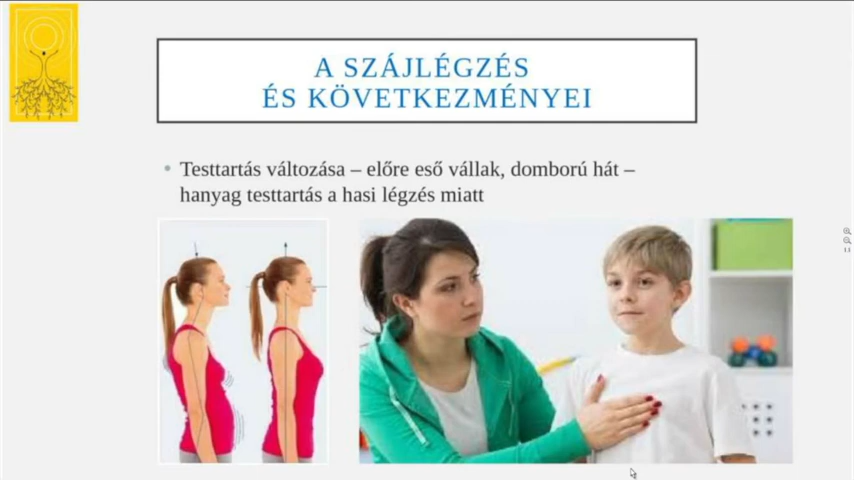 A SZÁJLÉGZÉS
ÉS KÖVETKEZMÉNYEI
Testtartás változása – előre eső vállak, domború hát –
hanyag testtartás a hasi légzés miatt